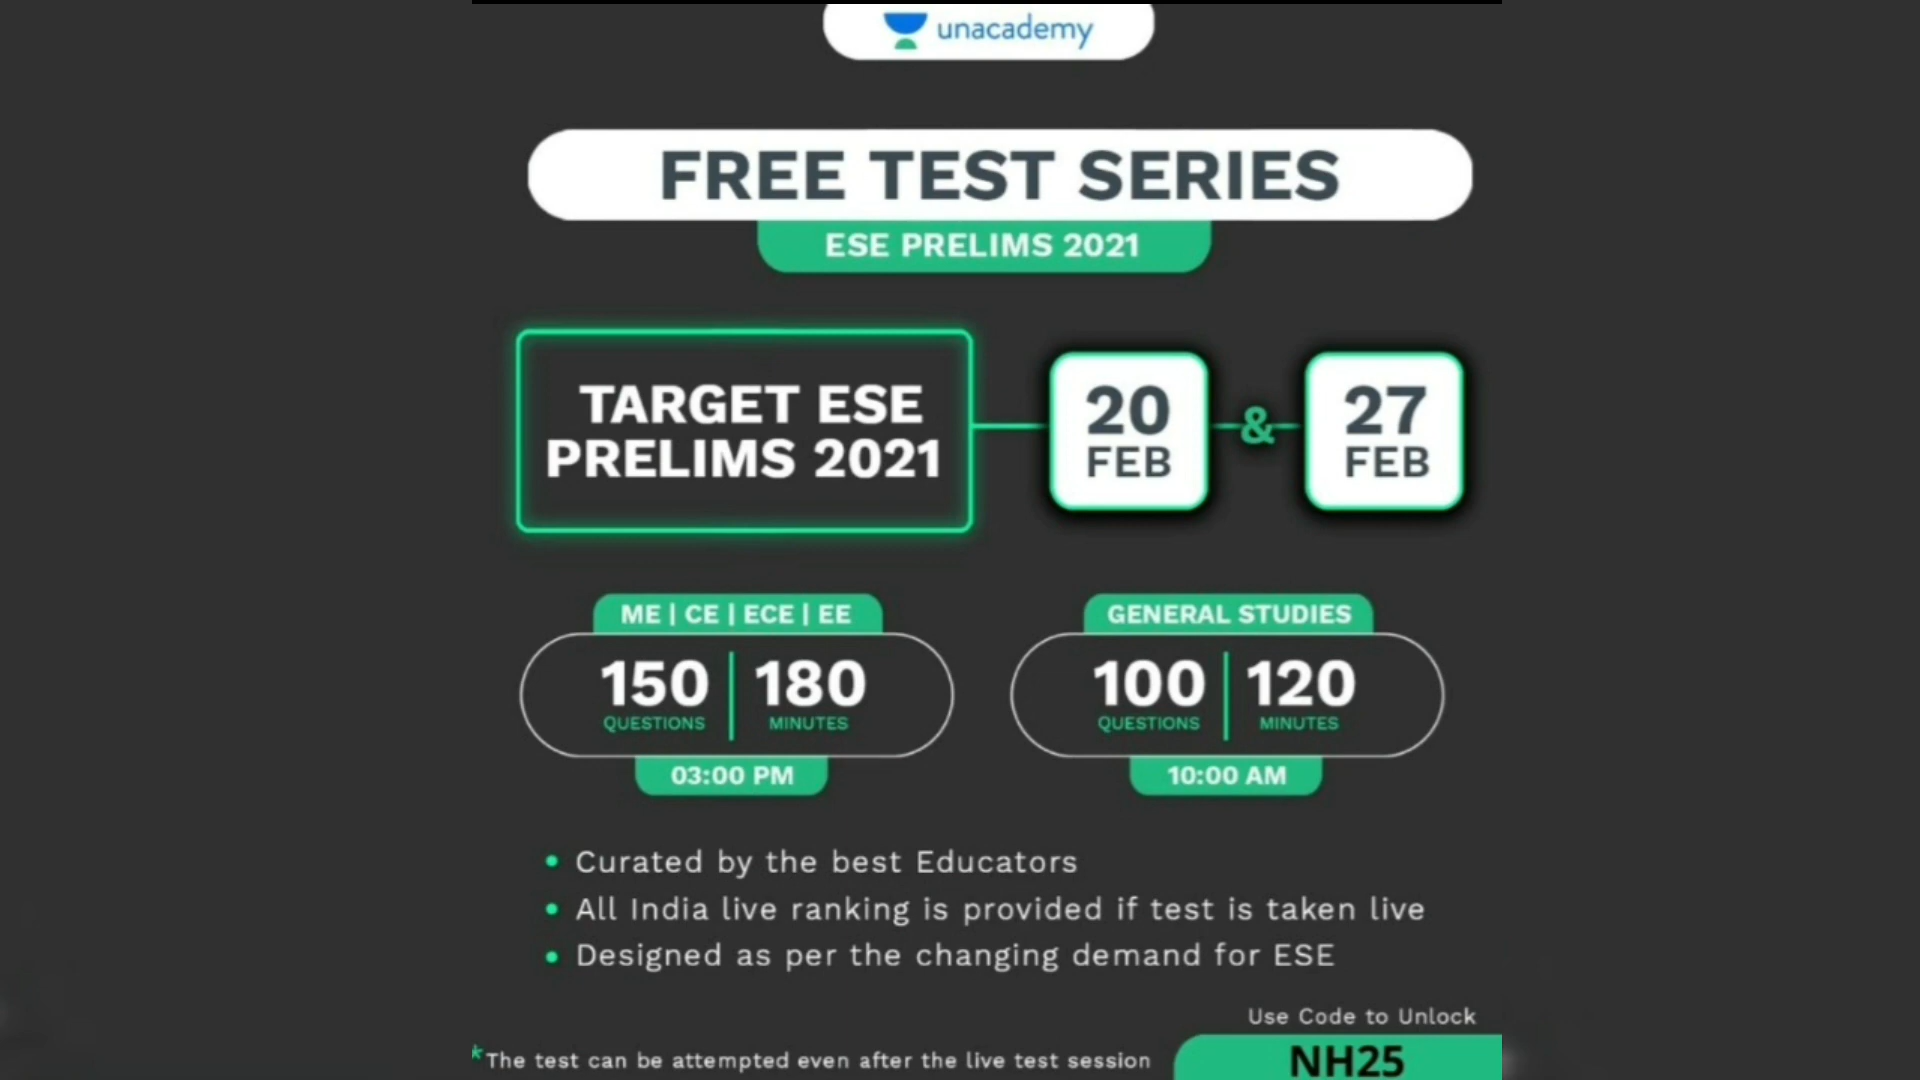 unacademy
FREE TEST SERIES
ESE PRELIMS 2021
TARGET ESE
PRELIMS 2021
20
FEB
&
27
FEB
ME | CE | ECE | EE
150
QUESTIONS
180
MINUTES
03:00 PM
GENERAL STUDIES
100
QUESTIONS
120
MINUTES
10:00 AM
• Curated by the best Educators
• All India live ranking is provided if test is taken live
• Designed as per the changing demand for ESE
Use Code to Unlock
NH25
*The test can be attempted even after the live test session